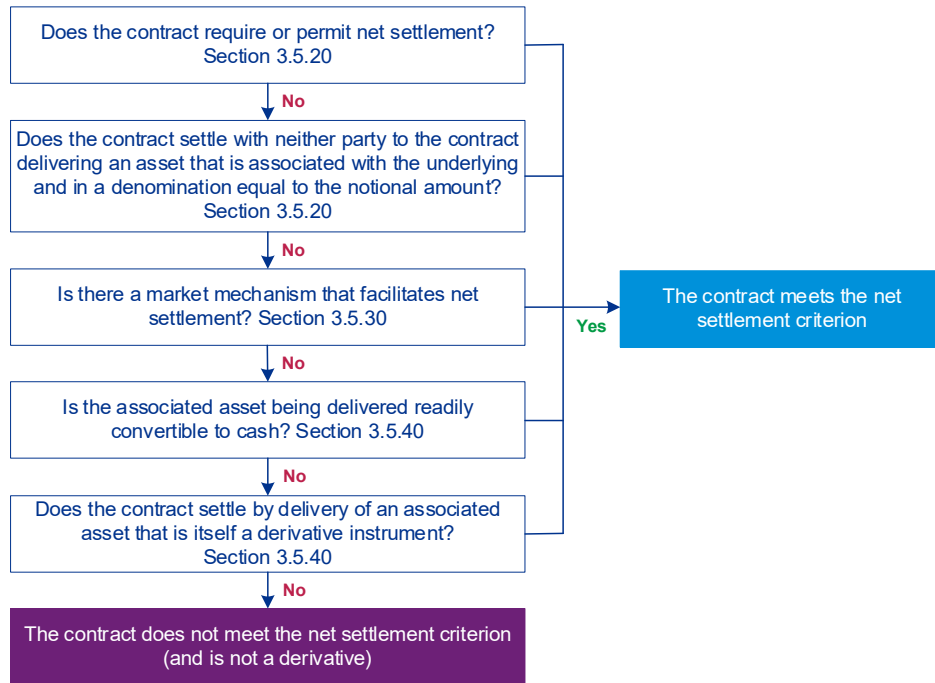 Does the contract require or permit net settlement?
Section 3.5.20
No
Does the contract settle with neither party to the contract
delivering an asset that is associated with the underlying
and in a denomination equal to the notional amount?
Section 3.5.20
No
Is there a market mechanism that facilitates net
settlement? Section 3.5.30
Yes
The contract meets the net
settlement criterion
No
Is the associated asset being delivered readily
convertible to cash? Section 3.5.40
No
Does the contract settle by delivery of an associated
asset that is itself a derivative instrument?
Section 3.5.40
No
The contract does not meet the net settlement criterion
(and is not a derivative)